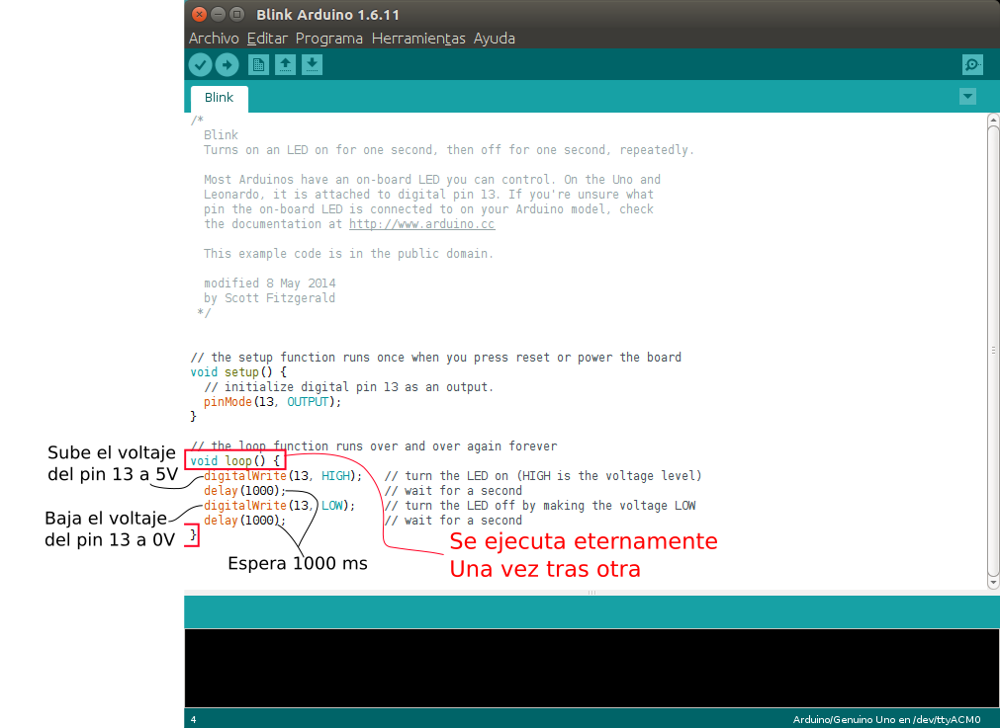 Blink Arduino 1.6.11
Archivo Editar Programa Herramientas Ayuda
Blink
/*
Blink
Turns on an LED on for one second, then off for one second, repeatedly.
Most Arduinos have an on-board LED you can control. On the Uno and
Leonardo, it is attached to digital pin 13. If you're unsure what
pin the on-board LED is connected to on your Arduino model, check
the documentation at http://www.arduino.cc
This example code is in the public domain.
modified 8 May 2014
by Scott Fitzgerald
*/
// the setup function runs once when you press reset or power the board
void setup() {
// initialize digital pin 13 as an output.
pinMode(13, OUTPUT);
}
// the loop function runs over and over again forever
void loop() {
digitalWrite(13, HIGH); // turn the LED on (HIGH is the voltage level)
delay(1000); // wait for a second
digitalWrite(13, LOW); // turn the LED off by making the voltage LOW
delay(1000); // wait for a second
}
Sube el voltaje
del pin 13 a 5V
Baja el voltaje
del pin 13 a 0V
Espera 1000 ms
Se ejecuta eternamente
Una vez tras otra
4
Arduino/Genuino Uno en /dev/ttyACM0